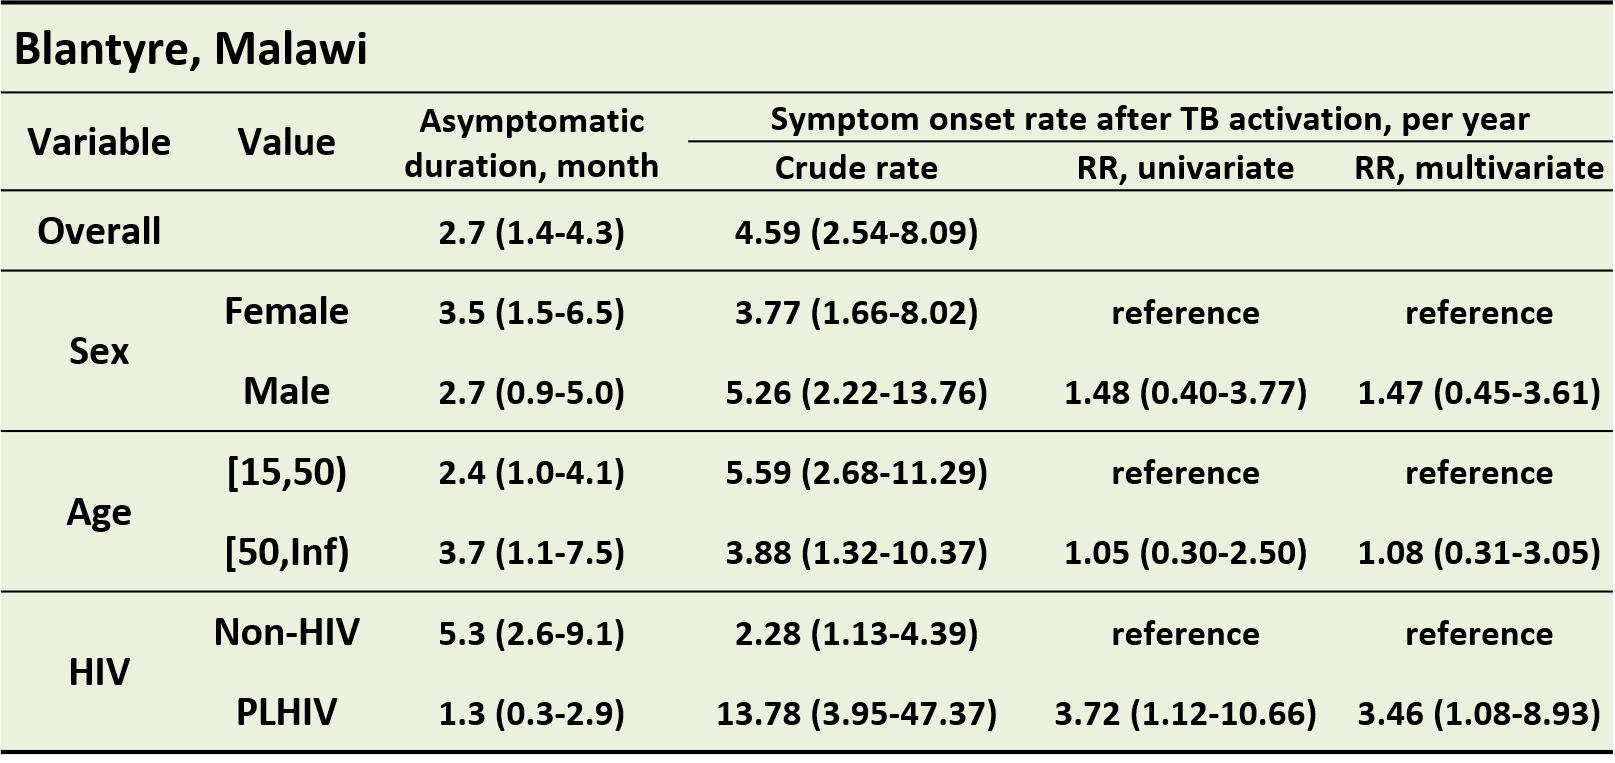 Blantyre, Malawi
Variable Value Asymptomatic duration, month Symptom onset rate after TB activation, per year
Crude rate RR, univariate RR, multivariate
Overall 2.7 (1.4-4.3) 4.59 (2.54-8.09)
Sex
Female 3.5 (1.5-6.5) 3.77 (1.66-8.02) reference reference
Male 2.7 (0.9-5.0) 5.26 (2.22-13.76) 1.48 (0.40-3.77) 1.47 (0.45-3.61)
Age
[15,50) 2.4 (1.0-4.1) 5.59 (2.68-11.29) reference reference
[50,Inf) 3.7 (1.1-7.5) 3.88 (1.32-10.37) 1.05 (0.30-2.50) 1.08 (0.31-3.05)
HIV
Non-HIV 5.3 (2.6-9.1) 2.28 (1.13-4.39) reference reference
PLHIV 1.3 (0.3-2.9) 13.78 (3.95-47.37) 3.72 (1.12-10.66) 3.46 (1.08-8.93)